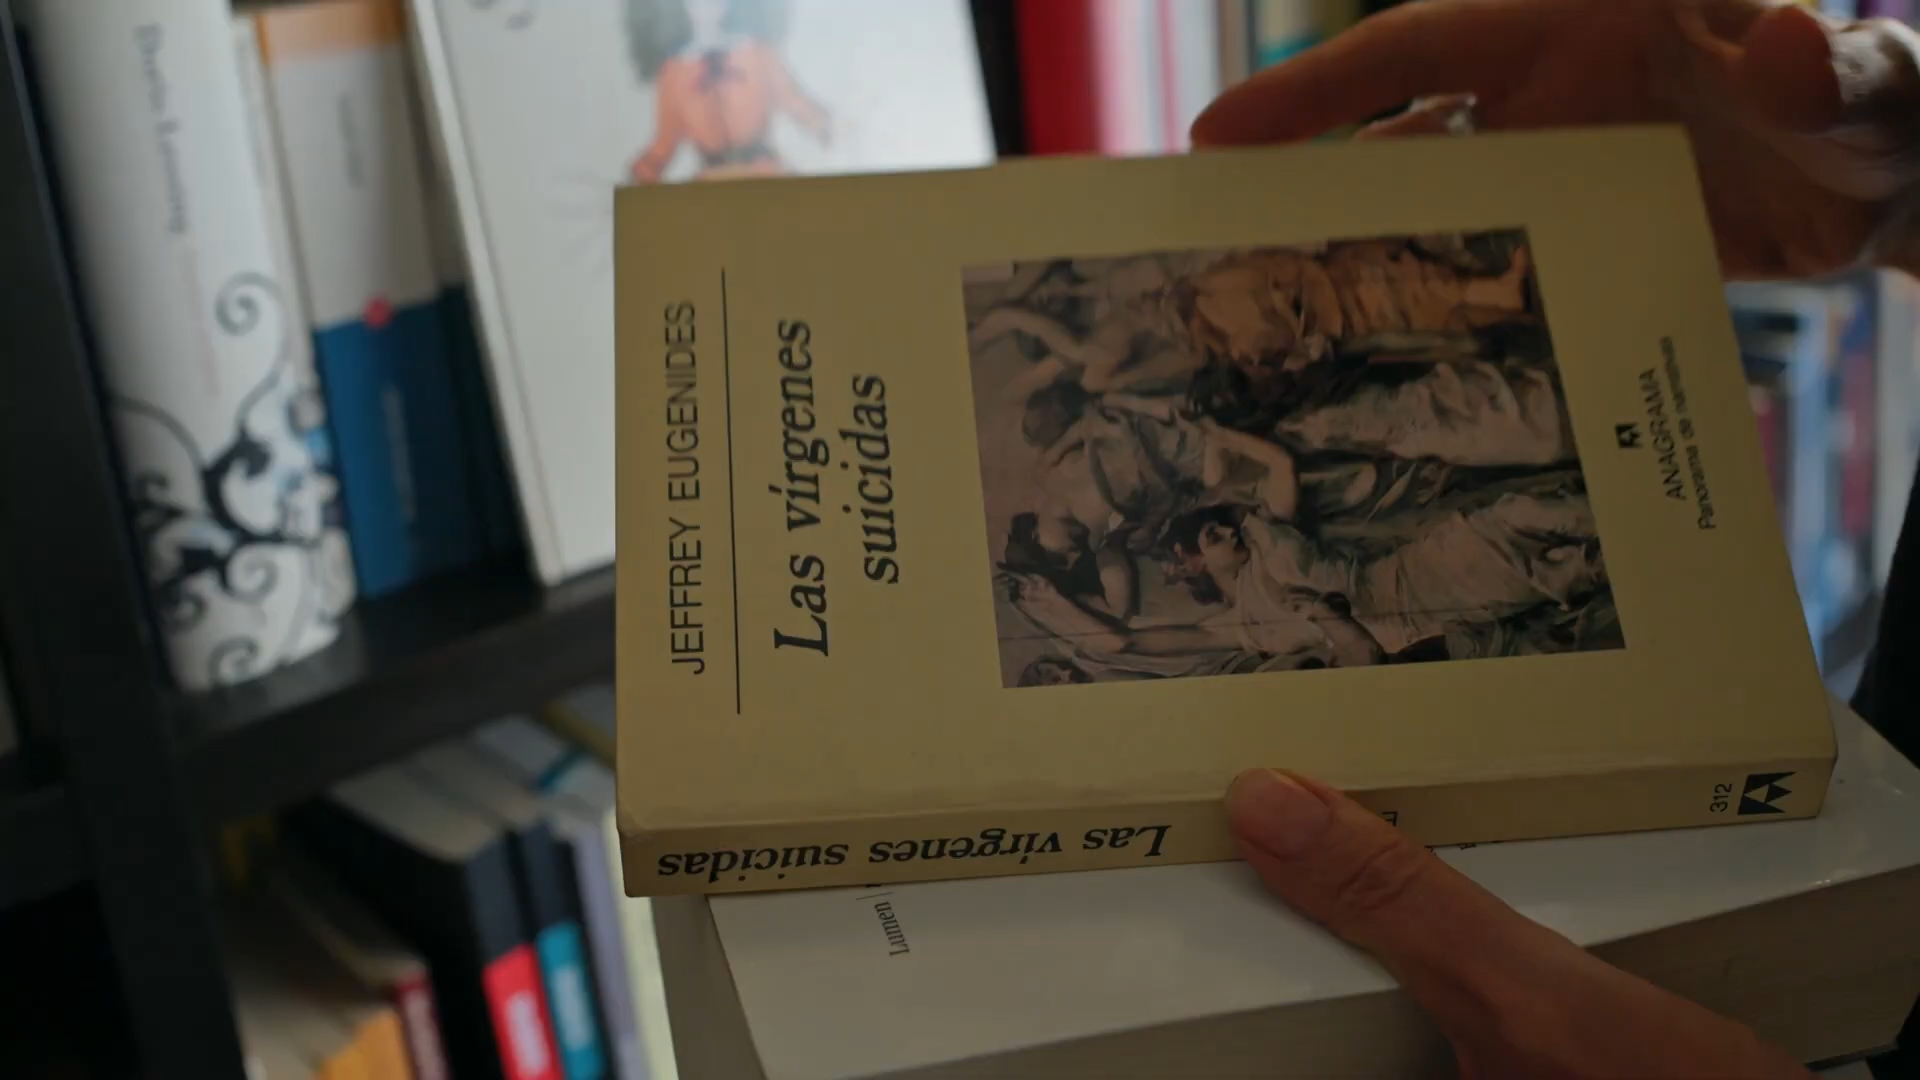 JEFFREY EUGENIDES
Las vírgenes
suicidas
ANAGRAMA
Panorama de narrativas
Las vírgenes suicidas
312
Lumen